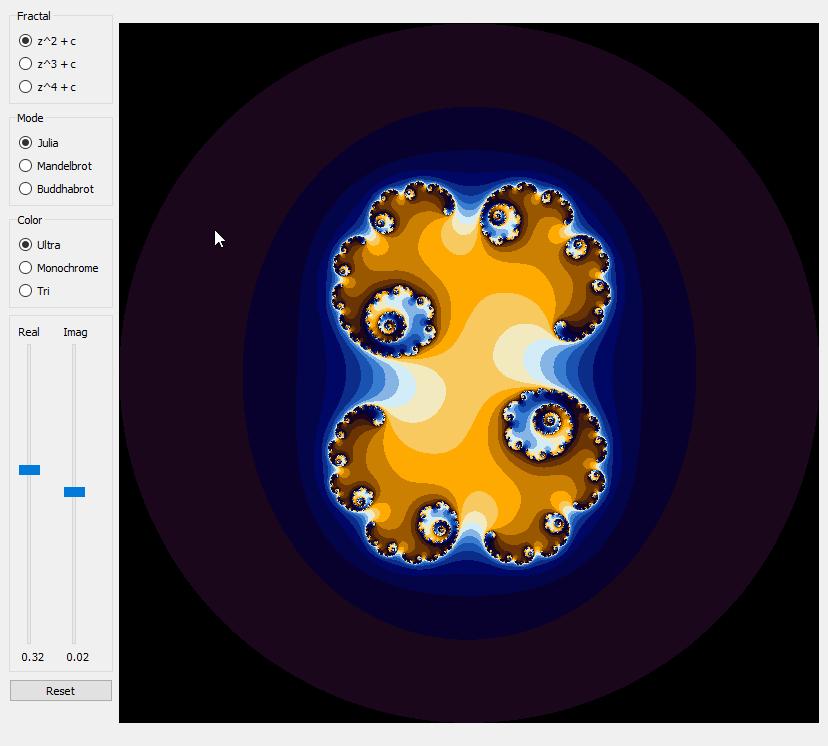 Fractal
z^2 + c
z^3 + c
z^4 + c
Mode
Julia
Mandelbrot
Buddhabrot
Color
Ultra
Monochrome
Tri
Real Imag
0.32 0.02
Reset